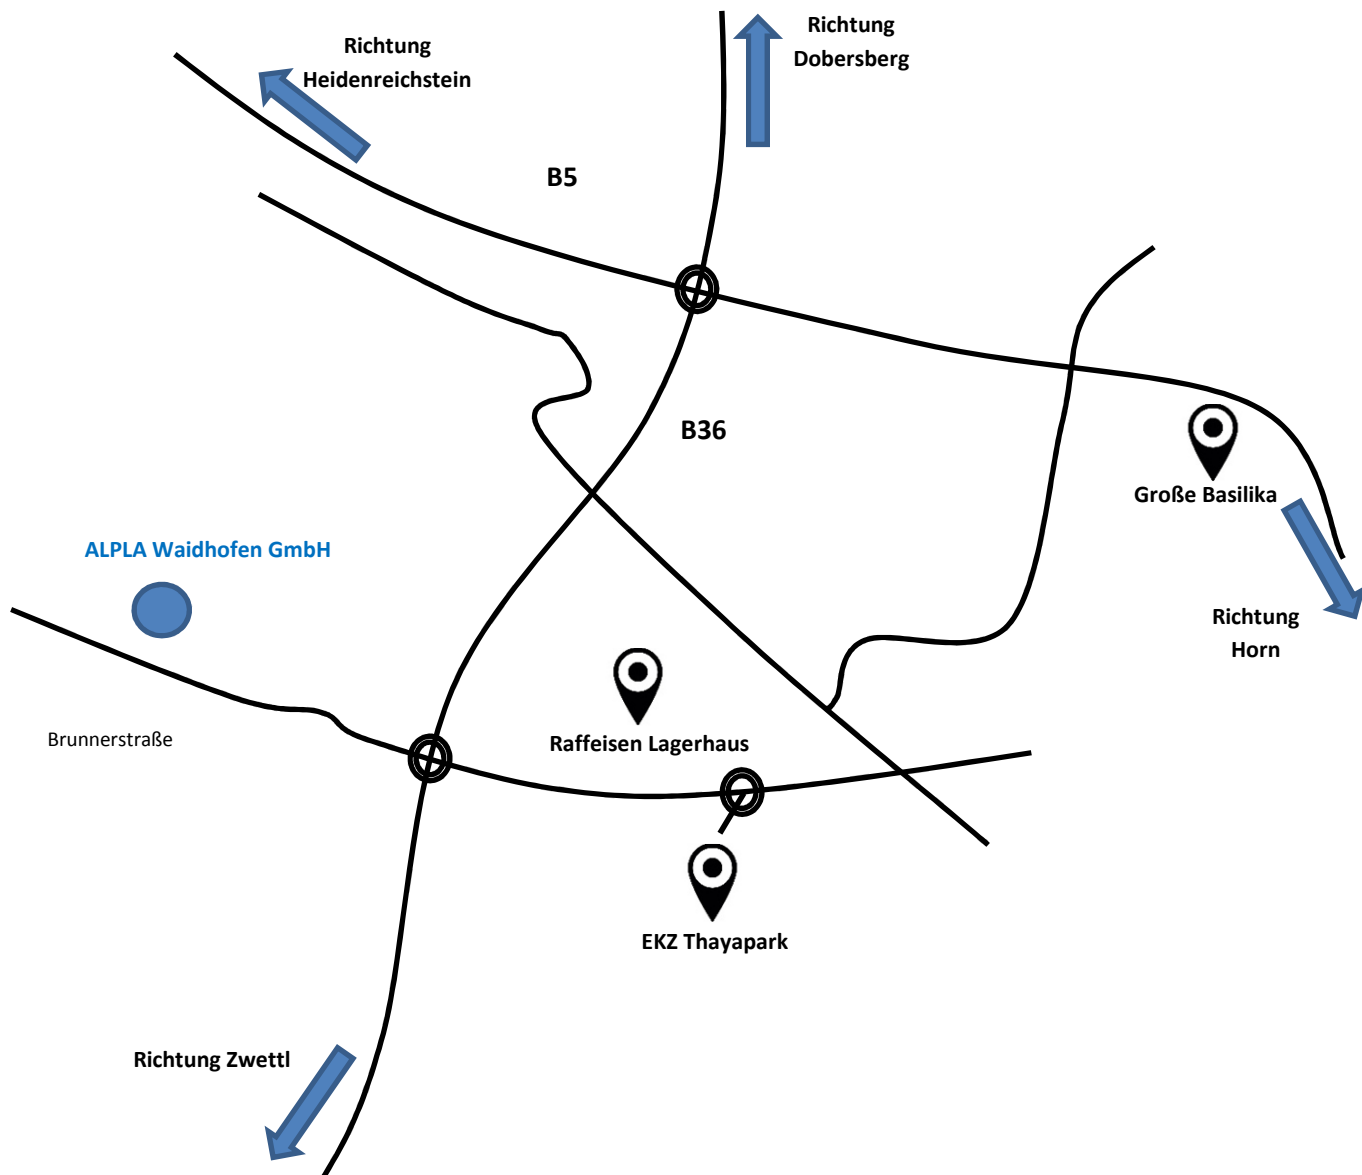 Richtung
Dobersberg
Richtung
Heidenreichstein
B5
B36
Große Basilika
ALPLA Waidhofen GmbH
Richtung
Horn
Brunnerstraße
Raffeisen Lagerhaus
EKZ Thayapark
Richtung Zwettl